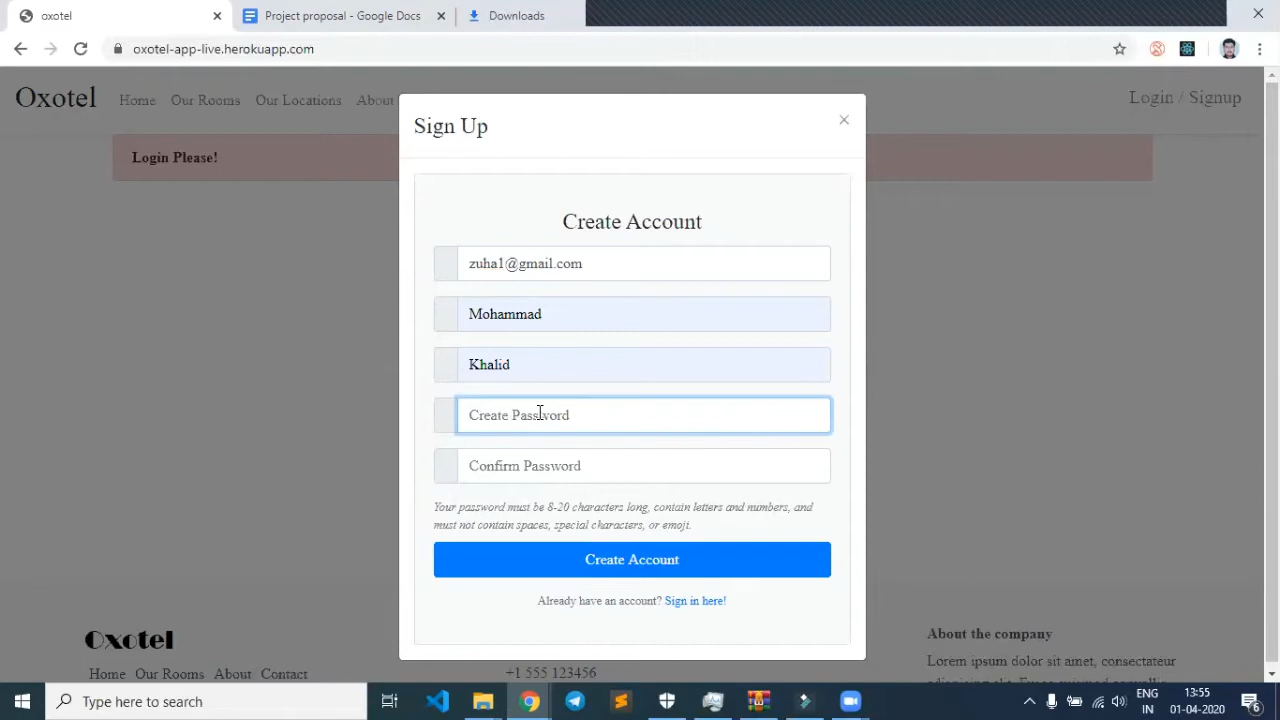 oxotel
Project proposal - Google Docs
Downloads
oxotel-app-live.herokuapp.com
Oxotel Home Our Rooms Our Locations About
Login / Signup
Login Please!
Sign Up
Create Account
zuha1@gmail.com
Mohammad
Khalid
Create Password
Confirm Password
Your password must be 8-20 characters long, contain letters and numbers, and
must not contain spaces, special characters, or emoji.
Create Account
Already have an account? Sign in here!
Oxotel
Home Our Rooms About Contact
+1 555 123456
About the company
Lorem ipsum dolor sit amet, consectetur
Type here to search
ENG
IN
13:55
01-04-2020
6